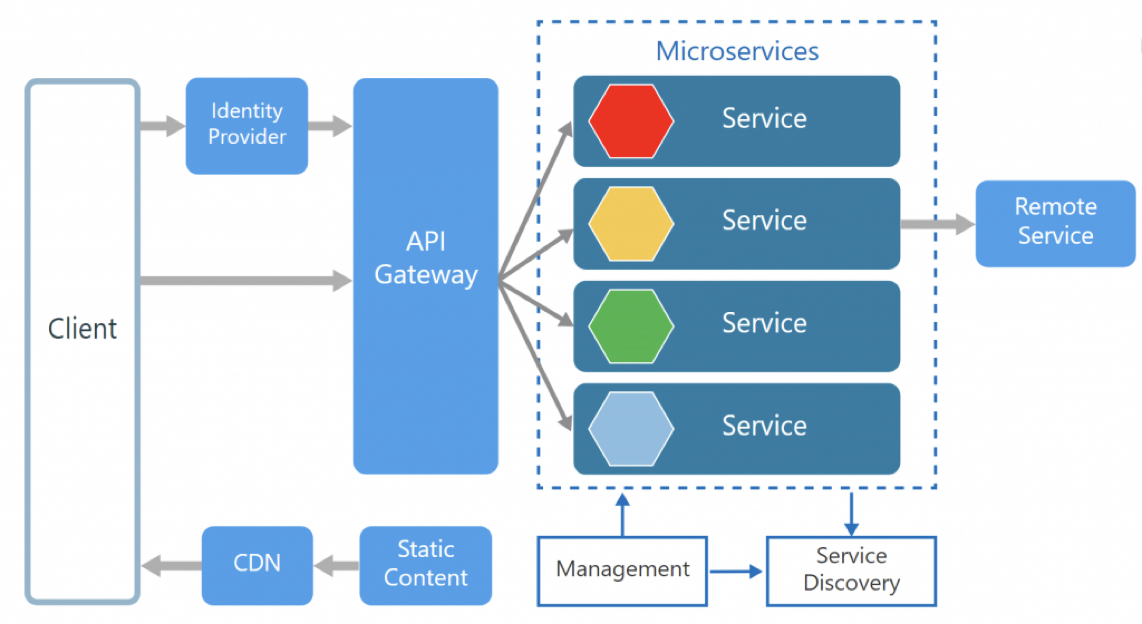 Microservices
Identity
Provider
Client
API
Gateway
Service
Service
Service
Service
Remote
Service
CDN
Static
Content
Management
Service
Discovery